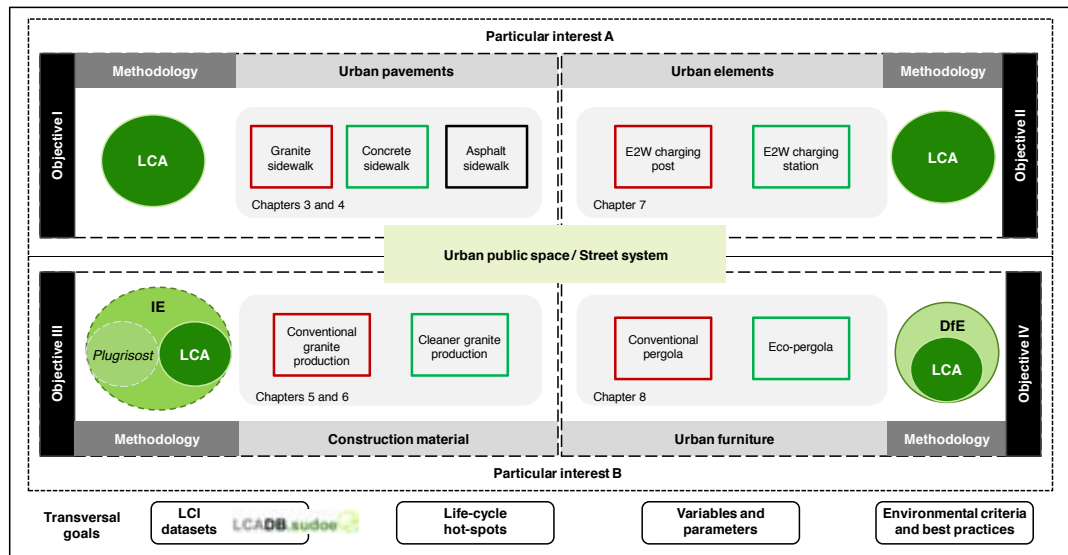 Particular interest A
Objective I
Methodology
Urban pavements
Urban elements
Methodology
Objective II
LCA
Granite
sidewalk
Concrete
sidewalk
Asphalt
sidewalk
Chapters 3 and 4
E2W charging
post
E2W charging
station
Chapter 7
LCA
Urban public space / Street system
Objective III
IE
Plugrisost
LCA
Conventional
granite
production
Cleaner granite
production
Chapters 5 and 6
Conventional
pergola
Eco-pergola
Chapter 8
DfE
LCA
Objective IV
Methodology
Construction material
Urban furniture
Methodology
Particular interest B
Transversal
goals
LCI
datasets
LCADB.sudoe
Life-cycle
hot-spots
Variables and
parameters
Environmental criteria
and best practices